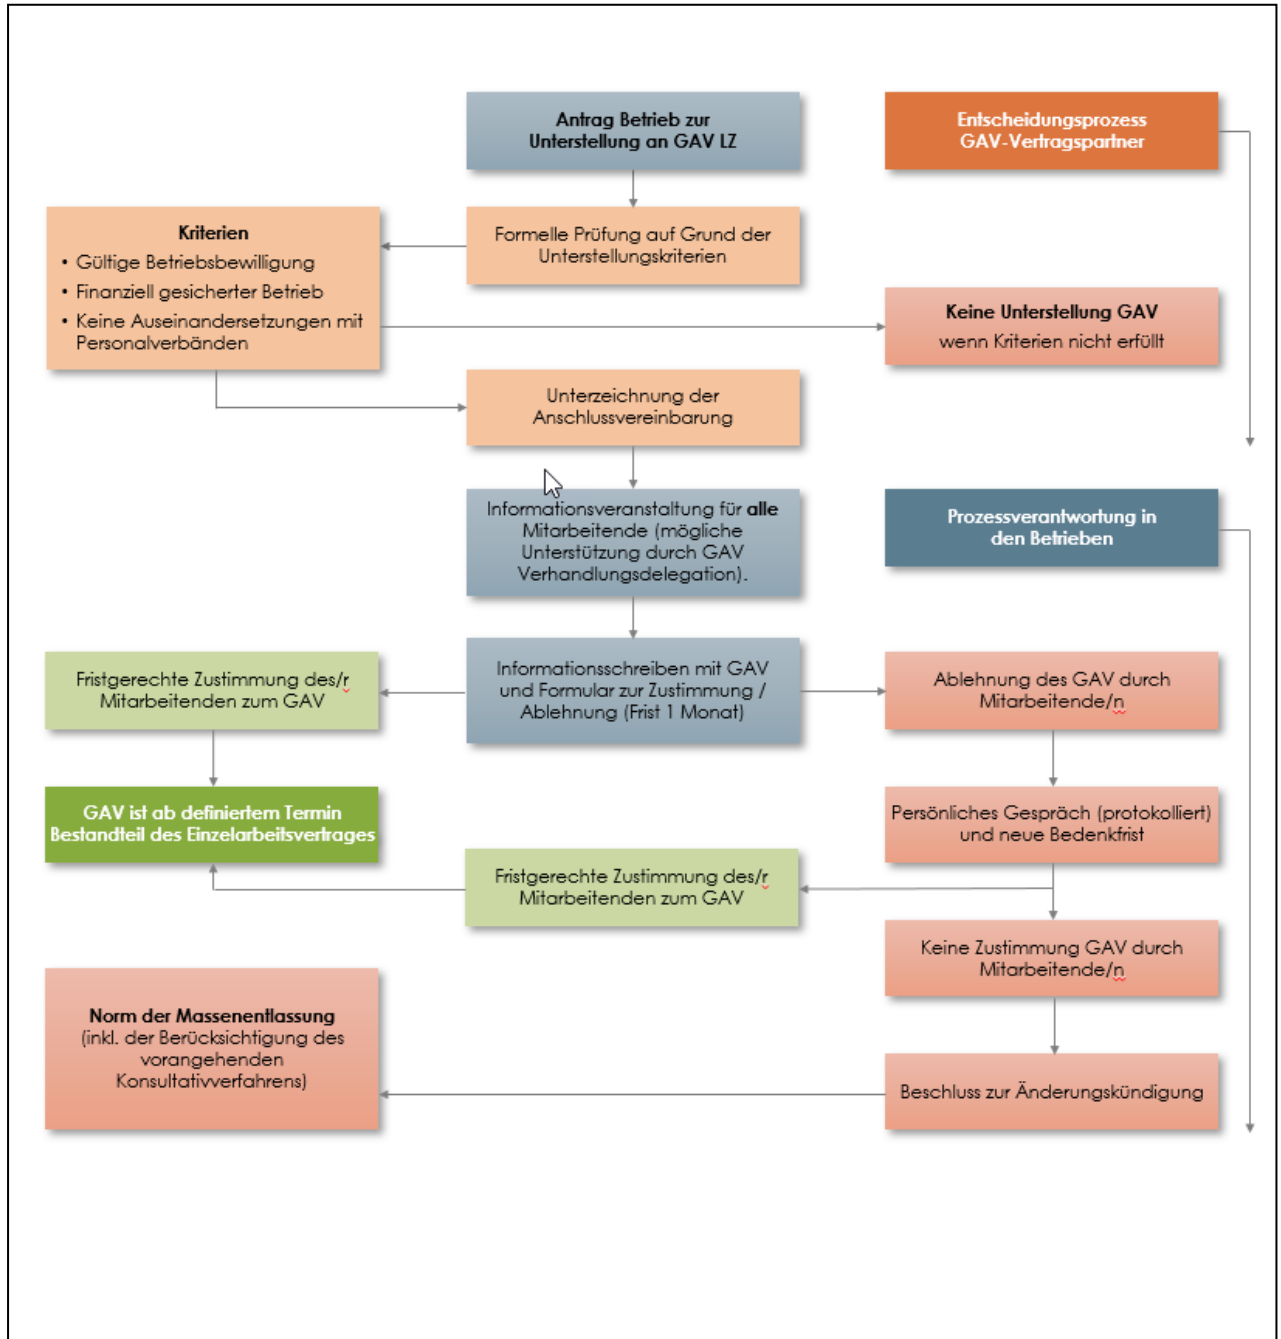 Antrag Betrieb zur
Unterstellung an GAV LZ
Entscheidungsprozess
GAV-Vertragspartner
Kriterien
• Gültige Betriebsbewilligung
• Finanziell gesicherter Betrieb
• Keine Auseinandersetzungen mit
Personalverbänden
Formelle Prüfung auf Grund der
Unterstellungskriterien
Keine Unterstellung GAV
wenn Kriterien nicht erfüllt
Unterzeichnung der
Anschlussvereinbarung
Informationsveranstaltung für alle
Mitarbeitende (mögliche
Unterstützung durch GAV
Verhandlungsdelegation).
Prozessverantwortung in
den Betrieben
Fristgerechte Zustimmung des/r
Mitarbeitenden zum GAV
Informationsschreiben mit GAV
und Formular zur Zustimmung /
Ablehnung (Frist 1 Monat)
Ablehnung des GAV durch
Mitarbeitende/n
GAV ist ab definiertem Termin
Bestandteil des Einzelarbeitsvertrages
Persönliches Gespräch (protokolliert)
und neue Bedenkfrist
Fristgerechte Zustimmung des/r
Mitarbeitenden zum GAV
Keine Zustimmung GAV durch
Mitarbeitende/n
Norm der Massenentlassung
(inkl. der Berücksichtigung des
vorangehenden
Konsultativverfahrens)
Beschluss zur Änderungskündigung